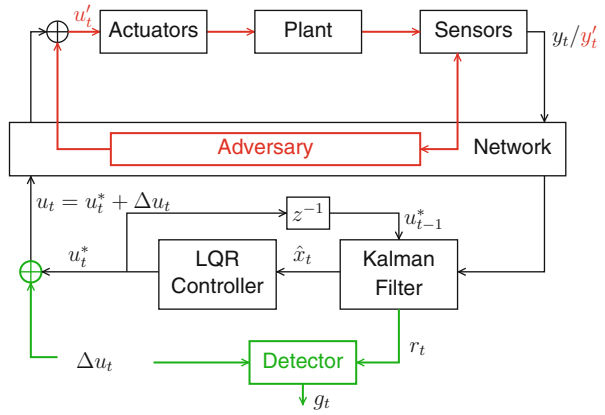 u′ₜ
Actuators
Plant
Sensors
yₜ/y′ₜ
Adversary
Network
uₜ = u*ₜ + Δuₜ
z⁻¹
u*ₜ₋₁
u*ₜ
LQR
Controller
x̂ₜ
Kalman
Filter
Δuₜ
Detector
rₜ
gₜ